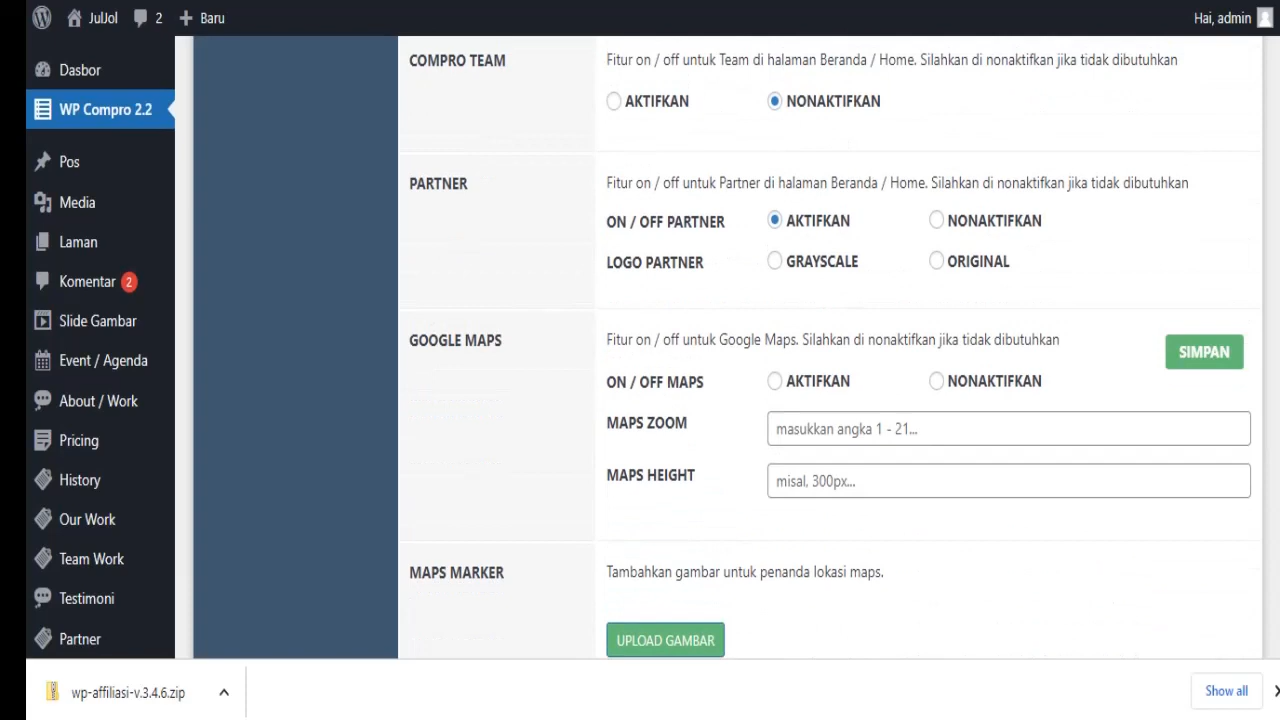 JulJol 2 + Baru Hai, admin
Dasbor
WP Compro 2.2
Pos
Media
Laman
Komentar 2
Slide Gambar
Event / Agenda
About / Work
Pricing
History
Our Work
Team Work
Testimoni
Partner
COMPRO TEAM
Fitur on / off untuk Team di halaman Beranda / Home. Silahkan di nonaktifkan jika tidak dibutuhkan
AKTIFKAN NONAKTIFKAN
PARTNER
Fitur on / off untuk Partner di halaman Beranda / Home. Silahkan di nonaktifkan jika tidak dibutuhkan
ON / OFF PARTNER AKTIFKAN NONAKTIFKAN
LOGO PARTNER GRAYSCALE ORIGINAL
GOOGLE MAPS
Fitur on / off untuk Google Maps. Silahkan di nonaktifkan jika tidak dibutuhkan
SIMPAN
ON / OFF MAPS AKTIFKAN NONAKTIFKAN
MAPS ZOOM masukkan angka 1 - 21...
MAPS HEIGHT misal, 300px...
MAPS MARKER
Tambahkan gambar untuk penanda lokasi maps.
UPLOAD GAMBAR
wp-affiliasi-v.3.4.6.zip
Show all